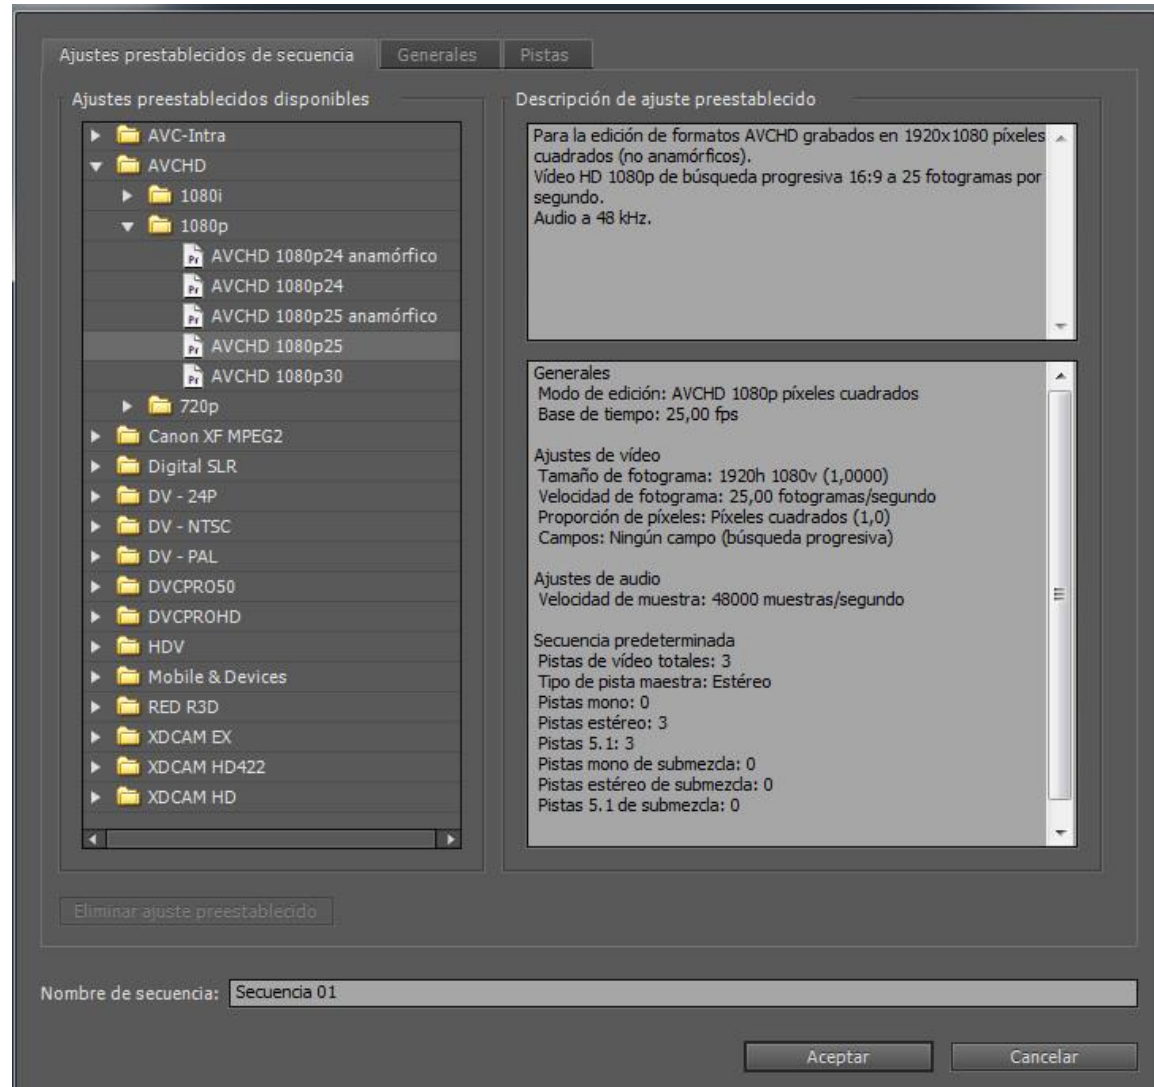 Ajustes prestablecidos de secuencia
Generales
Pistas
Ajustes preestablecidos disponibles
AVC-Intra
AVCHD
1080i
1080p
Pr AVCHD 1080p24 anamórfico
Pr AVCHD 1080p24
Pr AVCHD 1080p25 anamórfico
Pr AVCHD 1080p25
Pr AVCHD 1080p30
720p
Canon XF MPEG2
Digital SLR
DV - 24P
DV - NTSC
DV - PAL
DVCPRO50
DVCPROHD
HDV
Mobile & Devices
RED R3D
XDCAM EX
XDCAM HD422
XDCAM HD
Eliminar ajuste preestablecido
Descripción de ajuste preestablecido
Para la edición de formatos AVCHD grabados en 1920x1080 píxeles
cuadrados (no anamórficos).
Vídeo HD 1080p de búsqueda progresiva 16:9 a 25 fotogramas por
segundo.
Audio a 48 kHz.
Generales
Modo de edición: AVCHD 1080p píxeles cuadrados
Base de tiempo: 25,00 fps
Ajustes de vídeo
Tamaño de fotograma: 1920h 1080v (1,0000)
Velocidad de fotograma: 25,00 fotogramas/segundo
Proporción de píxeles: Píxeles cuadrados (1,0)
Campos: Ningún campo (búsqueda progresiva)
Ajustes de audio
Velocidad de muestra: 48000 muestras/segundo
Secuencia predeterminada
Pistas de vídeo totales: 3
Tipo de pista maestra: Estéreo
Pistas mono: 0
Pistas estéreo: 3
Pistas 5.1: 3
Pistas mono de submezcla: 0
Pistas estéreo de submezcla: 0
Pistas 5.1 de submezcla: 0
Nombre de secuencia: Secuencia 01
Aceptar
Cancelar